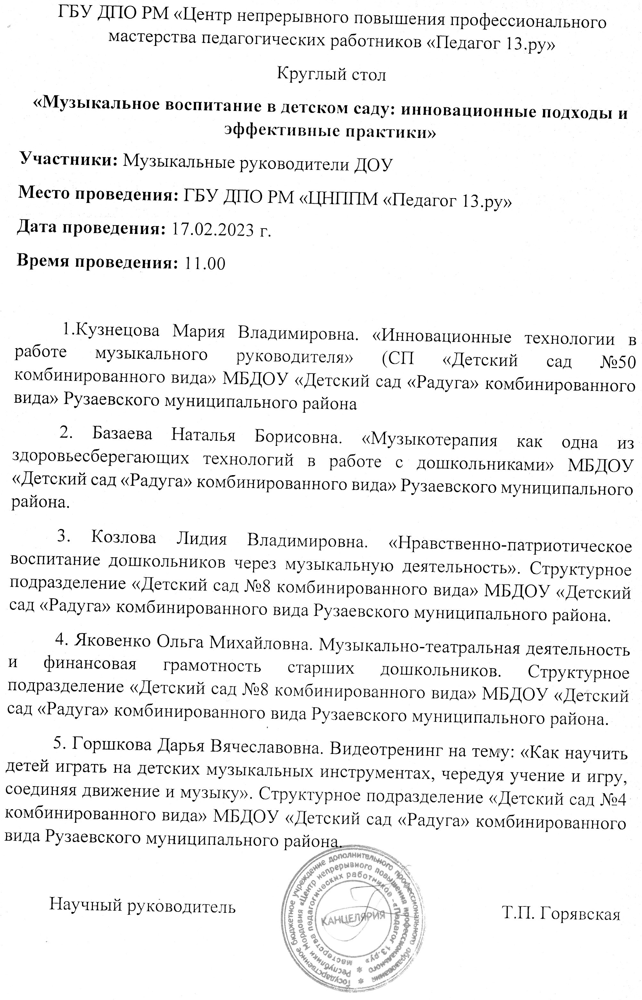 ГБУ ДПО РМ «Центр непрерывного повышения профессионального
мастерства педагогических работников «Педагог 13.ру»
Круглый стол
«Музыкальное воспитание в детском саду: инновационные подходы и
эффективные практики»
Участники: Музыкальные руководители ДОУ
Место проведения: ГБУ ДПО РМ «ЦНППМ «Педагог 13.ру»
Дата проведения: 17.02.2023 г.
Время проведения: 11.00
1.Кузнецова Мария Владимировна. «Инновационные технологии в
работе музыкального руководителя» (СП «Детский сад №50
комбинированного вида» МБДОУ «Детский сад «Радуга» комбинированного
вида» Рузаевского муниципального района
2. Базаева Наталья Борисовна. «Музыкотерапия как одна из
здоровьесберегающих технологий в работе с дошкольниками» МБДОУ
«Детский сад «Радуга» комбинированного вида» Рузаевского муниципального
района.
3. Козлова Лидия Владимировна. «Нравственно-патриотическое
воспитание дошкольников через музыкальную деятельность». Структурное
подразделение «Детский сад №8 комбинированного вида» МБДОУ «Детский
сад «Радуга» комбинированного вида Рузаевского муниципального района.
4. Яковенко Ольга Михайловна. Музыкально-театральная деятельность
и финансовая грамотность старших дошкольников. Структурное
подразделение «Детский сад №8 комбинированного вида» МБДОУ «Детский
сад «Радуга» комбинированного вида Рузаевского муниципального района.
5. Горшкова Дарья Вячеславовна. Видеотренинг на тему: «Как научить
детей играть на детских музыкальных инструментах, чередуя учение и игру,
соединяя движение и музыку». Структурное подразделение «Детский сад №4
комбинированного вида» МБДОУ «Детский сад «Радуга» комбинированного
вида Рузаевского муниципального района.
Научный руководитель Т.П. Горявская
Государственное бюджетное учреждение дополнительного профессионального образования
Республики Мордовия «Центр непрерывного повышения профессионального
мастерства педагогических работников - «Педагог 13.ру»
КАНЦЕЛЯРИЯ